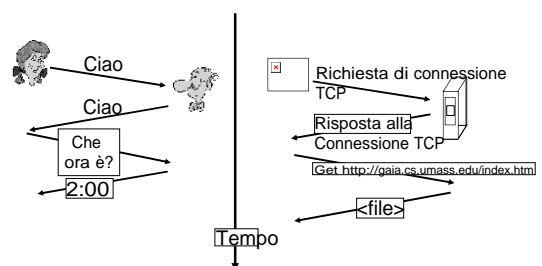 Ciao
Ciao
Che
ora è?
2:00
Richiesta di connessione
TCP
Risposta alla
Connessione TCP
Get http://gaia.cs.umass.edu/index.htm
<file>
Tempo